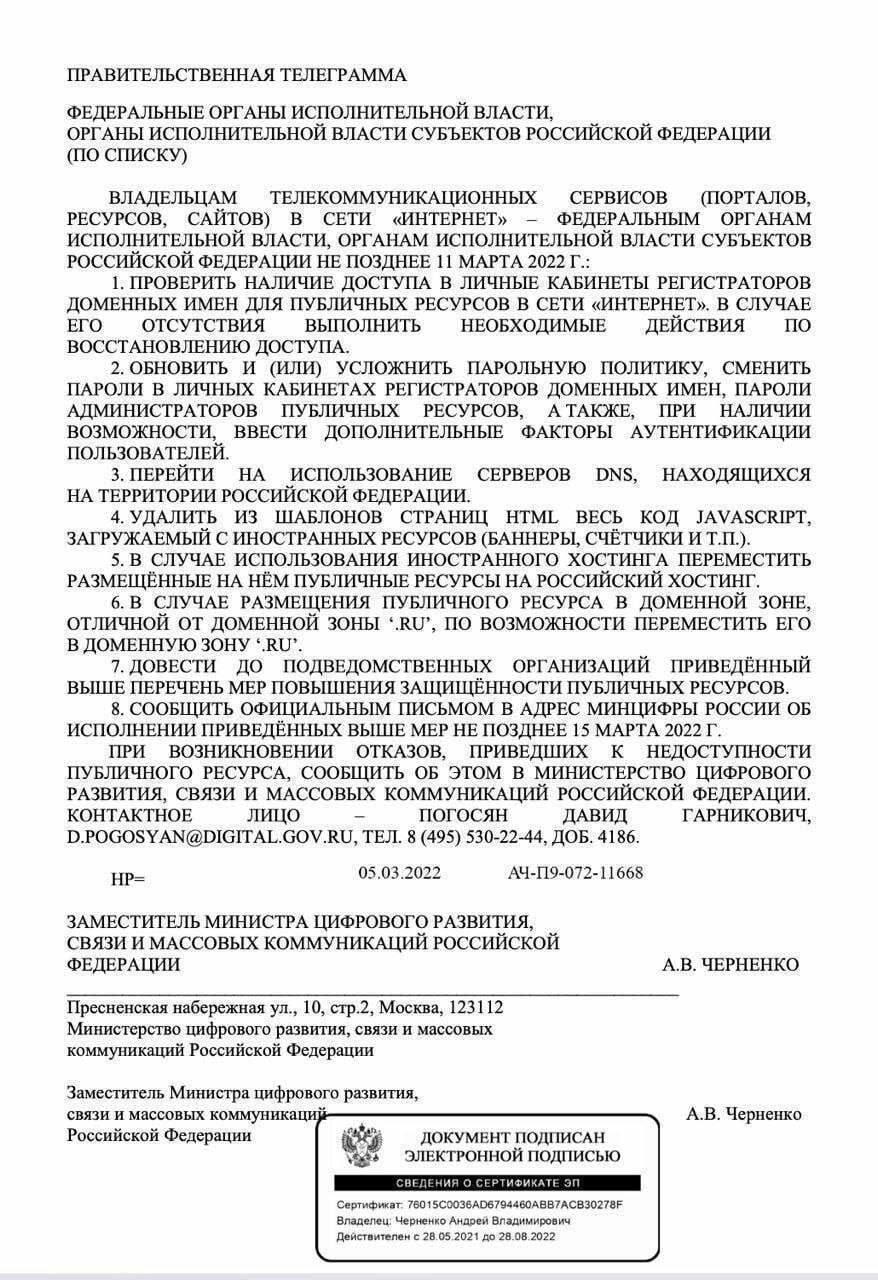 ПРАВИТЕЛЬСТВЕННАЯ ТЕЛЕГРАММА
ФЕДЕРАЛЬНЫЕ ОРГАНЫ ИСПОЛНИТЕЛЬНОЙ ВЛАСТИ,
ОРГАНЫ ИСПОЛНИТЕЛЬНОЙ ВЛАСТИ СУБЪЕКТОВ РОССИЙСКОЙ ФЕДЕРАЦИИ
(ПО СПИСКУ)
ВЛАДЕЛЬЦАМ ТЕЛЕКОММУНИКАЦИОННЫХ СЕРВИСОВ (ПОРТАЛОВ,
РЕСУРСОВ, САЙТОВ) В СЕТИ «ИНТЕРНЕТ» – ФЕДЕРАЛЬНЫМ ОРГАНАМ
ИСПОЛНИТЕЛЬНОЙ ВЛАСТИ, ОРГАНАМ ИСПОЛНИТЕЛЬНОЙ ВЛАСТИ СУБЪЕКТОВ
РОССИЙСКОЙ ФЕДЕРАЦИИ НЕ ПОЗДНЕЕ 11 МАРТА 2022 Г.:
1. ПРОВЕРИТЬ НАЛИЧИЕ ДОСТУПА В ЛИЧНЫЕ КАБИНЕТЫ РЕГИСТРАТОРОВ
ДОМЕННЫХ ИМЕН ДЛЯ ПУБЛИЧНЫХ РЕСУРСОВ В СЕТИ «ИНТЕРНЕТ». В СЛУЧАЕ
ЕГО ОТСУТСТВИЯ ВЫПОЛНИТЬ НЕОБХОДИМЫЕ ДЕЙСТВИЯ ПО
ВОССТАНОВЛЕНИЮ ДОСТУПА.
2. ОБНОВИТЬ И (ИЛИ) УСЛОЖНИТЬ ПАРОЛЬНУЮ ПОЛИТИКУ, СМЕНИТЬ
ПАРОЛИ В ЛИЧНЫХ КАБИНЕТАХ РЕГИСТРАТОРОВ ДОМЕННЫХ ИМЕН, ПАРОЛИ
АДМИНИСТРАТОРОВ ПУБЛИЧНЫХ РЕСУРСОВ, А ТАКЖЕ, ПРИ НАЛИЧИИ
ВОЗМОЖНОСТИ, ВВЕСТИ ДОПОЛНИТЕЛЬНЫЕ ФАКТОРЫ АУТЕНТИФИКАЦИИ
ПОЛЬЗОВАТЕЛЕЙ.
3. ПЕРЕЙТИ НА ИСПОЛЬЗОВАНИЕ СЕРВЕРОВ DNS, НАХОДЯЩИХСЯ
НА ТЕРРИТОРИИ РОССИЙСКОЙ ФЕДЕРАЦИИ.
4. УДАЛИТЬ ИЗ ШАБЛОНОВ СТРАНИЦ HTML ВЕСЬ КОД JAVASCRIPT,
ЗАГРУЖАЕМЫЙ С ИНОСТРАННЫХ РЕСУРСОВ (БАННЕРЫ, СЧЁТЧИКИ И Т.П.).
5. В СЛУЧАЕ ИСПОЛЬЗОВАНИЯ ИНОСТРАННОГО ХОСТИНГА ПЕРЕМЕСТИТЬ
РАЗМЕЩЁННЫЕ НА НЁМ ПУБЛИЧНЫЕ РЕСУРСЫ НА РОССИЙСКИЙ ХОСТИНГ.
6. В СЛУЧАЕ РАЗМЕЩЕНИЯ ПУБЛИЧНОГО РЕСУРСА В ДОМЕННОЙ ЗОНЕ,
ОТЛИЧНОЙ ОТ ДОМЕННОЙ ЗОНЫ ‘.RU’, ПО ВОЗМОЖНОСТИ ПЕРЕМЕСТИТЬ ЕГО
В ДОМЕННУЮ ЗОНУ ‘.RU’.
7. ДОВЕСТИ ДО ПОДВЕДОМСТВЕННЫХ ОРГАНИЗАЦИЙ ПРИВЕДЁННЫЙ
ВЫШЕ ПЕРЕЧЕНЬ МЕР ПОВЫШЕНИЯ ЗАЩИЩЁННОСТИ ПУБЛИЧНЫХ РЕСУРСОВ.
8. СООБЩИТЬ ОФИЦИАЛЬНЫМ ПИСЬМОМ В АДРЕС МИНЦИФРЫ РОССИИ ОБ
ИСПОЛНЕНИИ ПРИВЕДЁННЫХ ВЫШЕ МЕР НЕ ПОЗДНЕЕ 15 МАРТА 2022 Г.
ПРИ ВОЗНИКНОВЕНИИ ОТКАЗОВ, ПРИВЕДШИХ К НЕДОСТУПНОСТИ
ПУБЛИЧНОГО РЕСУРСА, СООБЩИТЬ ОБ ЭТОМ В МИНИСТЕРСТВО ЦИФРОВОГО
РАЗВИТИЯ, СВЯЗИ И МАССОВЫХ КОММУНИКАЦИЙ РОССИЙСКОЙ ФЕДЕРАЦИИ.
КОНТАКТНОЕ ЛИЦО – ПОГОСЯН ДАВИД ГАРНИКОВИЧ,
D.POGOSYAN@DIGITAL.GOV.RU, ТЕЛ. 8 (495) 530-22-44, ДОБ. 4186.
НР= 05.03.2022 АЧ-П9-072-11668
ЗАМЕСТИТЕЛЬ МИНИСТРА ЦИФРОВОГО РАЗВИТИЯ,
СВЯЗИ И МАССОВЫХ КОММУНИКАЦИЙ РОССИЙСКОЙ
ФЕДЕРАЦИИ А.В. ЧЕРНЕНКО
Пресненская набережная ул., 10, стр.2, Москва, 123112
Министерство цифрового развития, связи и массовых
коммуникаций Российской Федерации
Заместитель Министра цифрового развития,
связи и массовых коммуникаций А.В. Черненко
Российской Федерации
ДОКУМЕНТ ПОДПИСАН
ЭЛЕКТРОННОЙ ПОДПИСЬЮ
СВЕДЕНИЯ О СЕРТИФИКАТЕ ЭП
Сертификат: 76015C0036AD6794460ABB7ACB30278F
Владелец: Черненко Андрей Владимирович
Действителен с 28.05.2021 до 28.08.2022